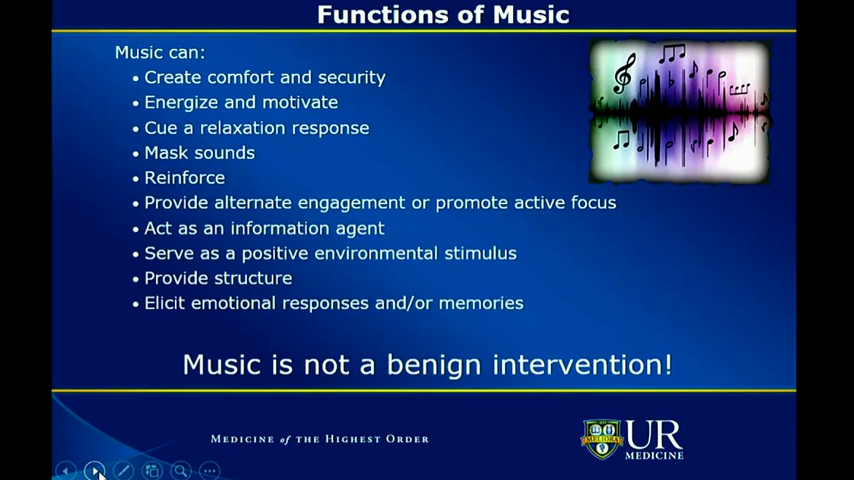 Functions of Music
Music can:
• Create comfort and security
• Energize and motivate
• Cue a relaxation response
• Mask sounds
• Reinforce
• Provide alternate engagement or promote active focus
• Act as an information agent
• Serve as a positive environmental stimulus
• Provide structure
• Elicit emotional responses and/or memories
Music is not a benign intervention!
MEDICINE of THE HIGHEST ORDER
MELIORA
UR
MEDICINE